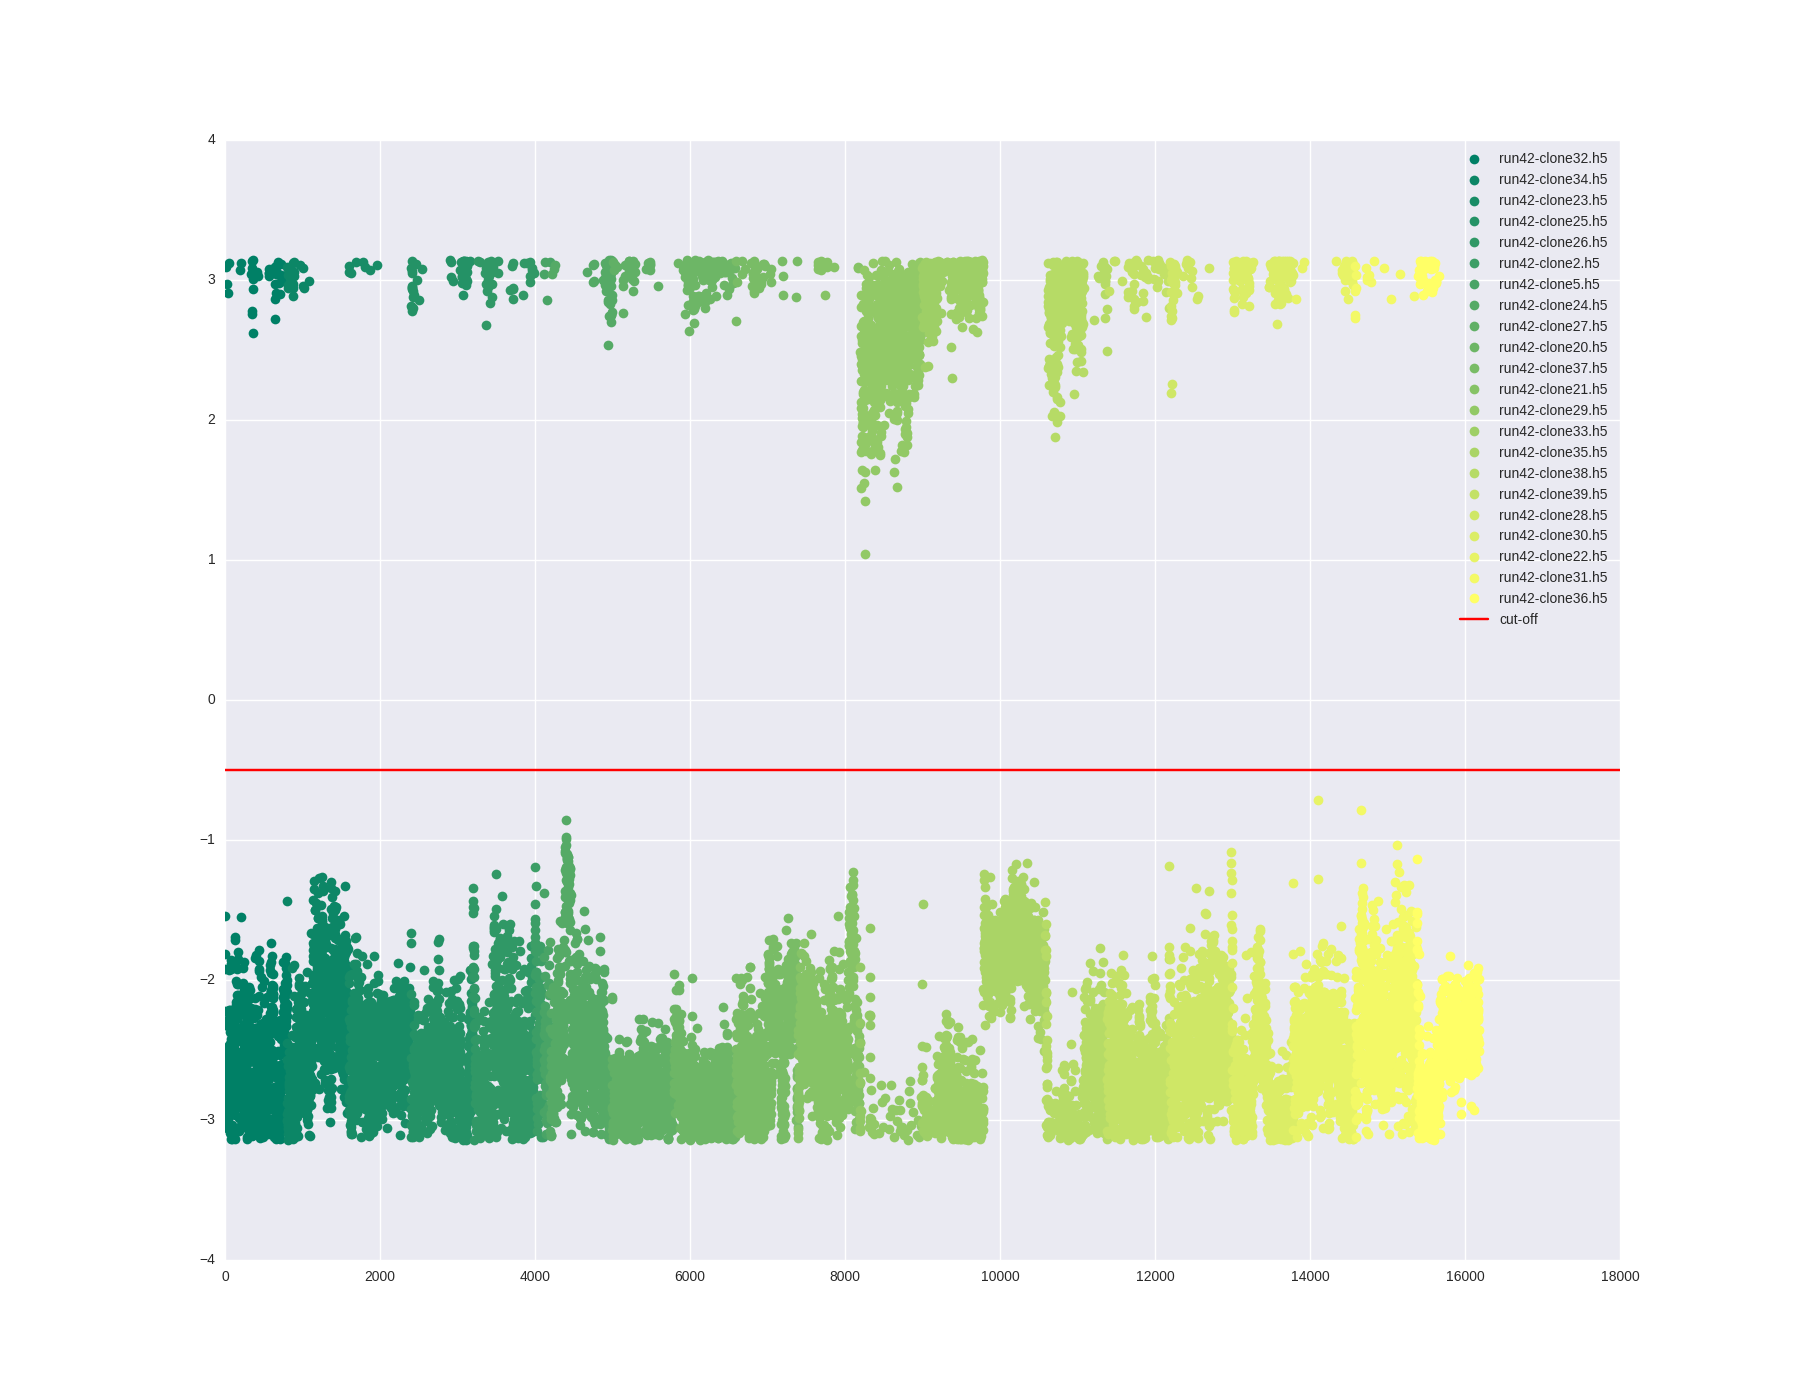 4
3
2
1
0
−1
−2
−3
−4
0 2000 4000 6000 8000 10000 12000 14000 16000 18000
run42-clone32.h5
run42-clone34.h5
run42-clone23.h5
run42-clone25.h5
run42-clone26.h5
run42-clone2.h5
run42-clone5.h5
run42-clone24.h5
run42-clone27.h5
run42-clone20.h5
run42-clone37.h5
run42-clone21.h5
run42-clone29.h5
run42-clone33.h5
run42-clone35.h5
run42-clone38.h5
run42-clone39.h5
run42-clone28.h5
run42-clone30.h5
run42-clone22.h5
run42-clone31.h5
run42-clone36.h5
cut-off